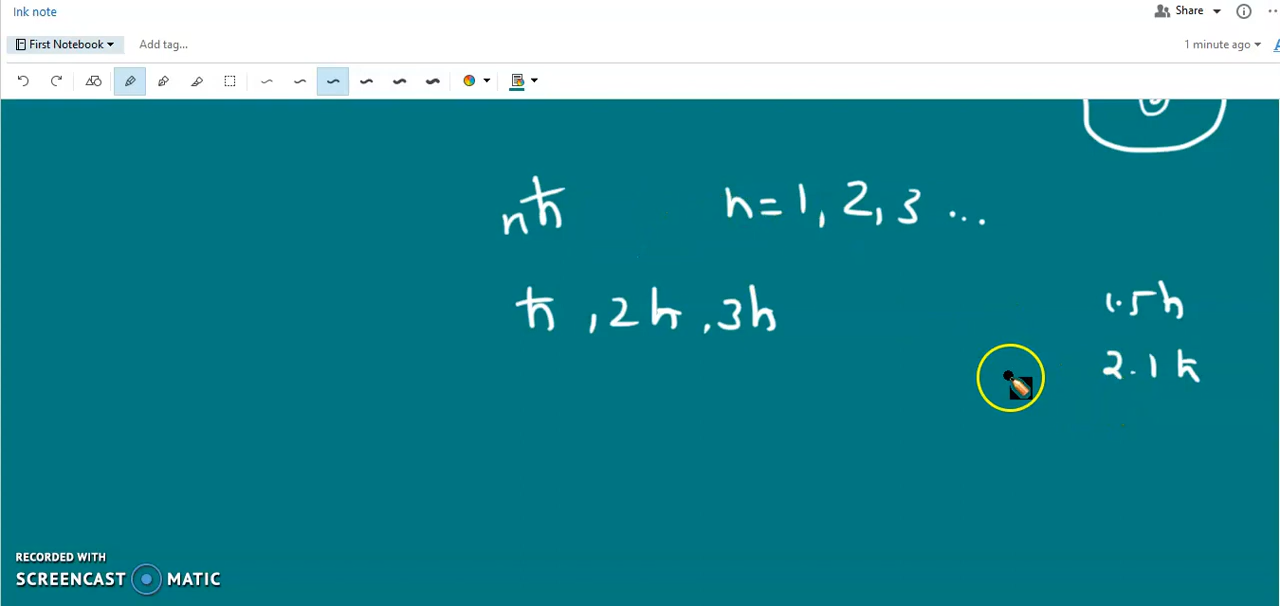 Ink note
Share
First Notebook
Add tag...
1 minute ago
nħ n=1, 2, 3 ...
ħ , 2ħ , 3ħ
1.5ħ
2.1ħ
RECORDED WITH
SCREENCAST MATIC